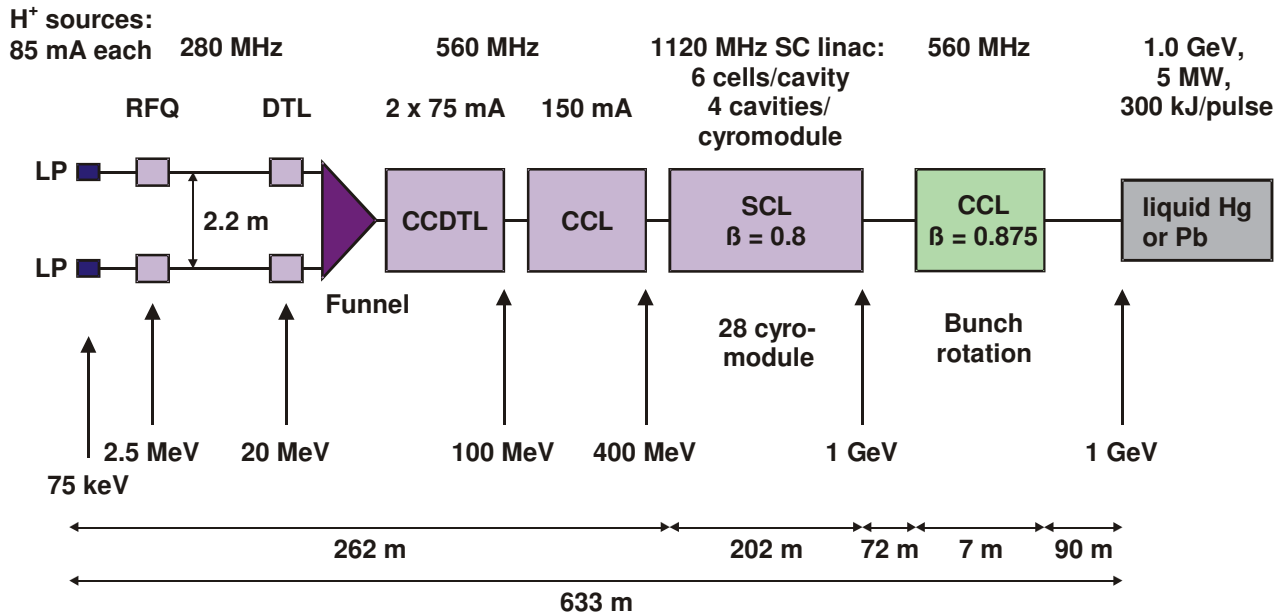 H⁺ sources:
85 mA each
280 MHz
560 MHz
1120 MHz SC linac:
6 cells/cavity
4 cavities/
cyromodule
560 MHz
1.0 GeV,
5 MW,
300 kJ/pulse
RFQ
DTL
2 x 75 mA
150 mA
LP
LP
2.2 m
Funnel
CCDTL
CCL
SCL
ß = 0.8
CCL
ß = 0.875
liquid Hg
or Pb
28 cyro-
module
Bunch
rotation
75 keV
2.5 MeV
20 MeV
100 MeV
400 MeV
1 GeV
1 GeV
262 m
202 m
72 m
7 m
90 m
633 m